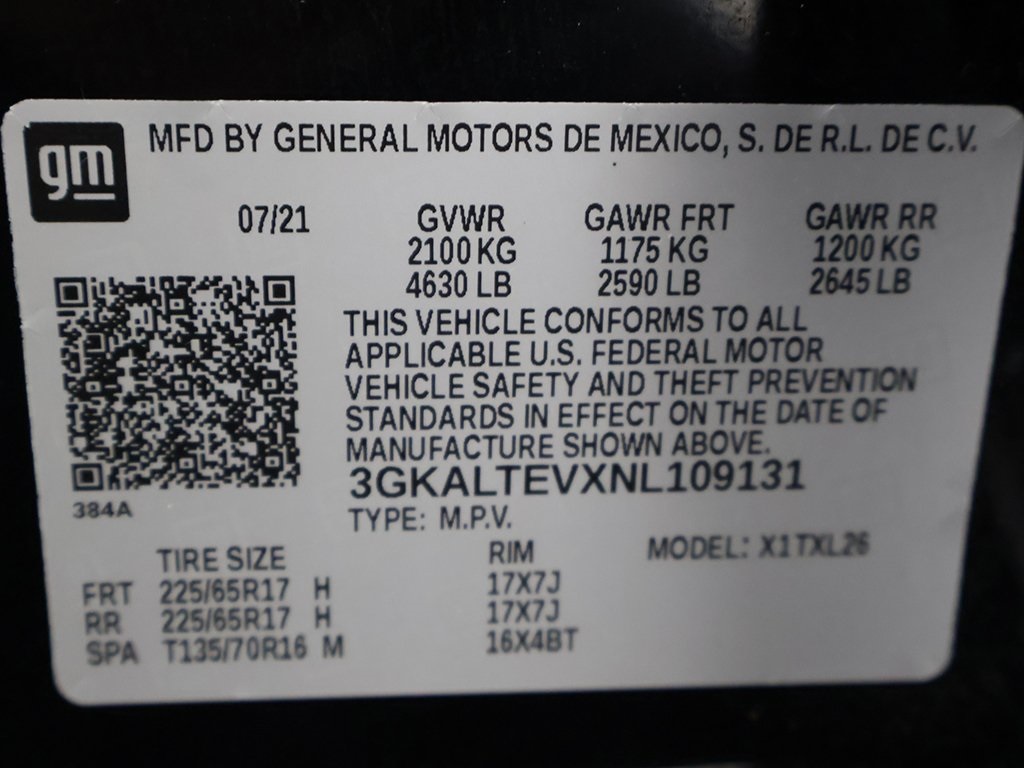 gm
MFD BY GENERAL MOTORS DE MEXICO, S. DE R.L. DE C.V.
07/21 GVWR GAWR FRT GAWR RR
2100 KG 1175 KG 1200 KG
4630 LB 2590 LB 2645 LB
THIS VEHICLE CONFORMS TO ALL
APPLICABLE U.S. FEDERAL MOTOR
VEHICLE SAFETY AND THEFT PREVENTION
STANDARDS IN EFFECT ON THE DATE OF
MANUFACTURE SHOWN ABOVE.
3GKALTEVXNL109131
384A
TYPE: M.P.V.
TIRE SIZE RIM MODEL: X1TXL26
FRT 225/65R17 H 17X7J
RR 225/65R17 H 17X7J
SPA T135/70R16 M 16X4BT